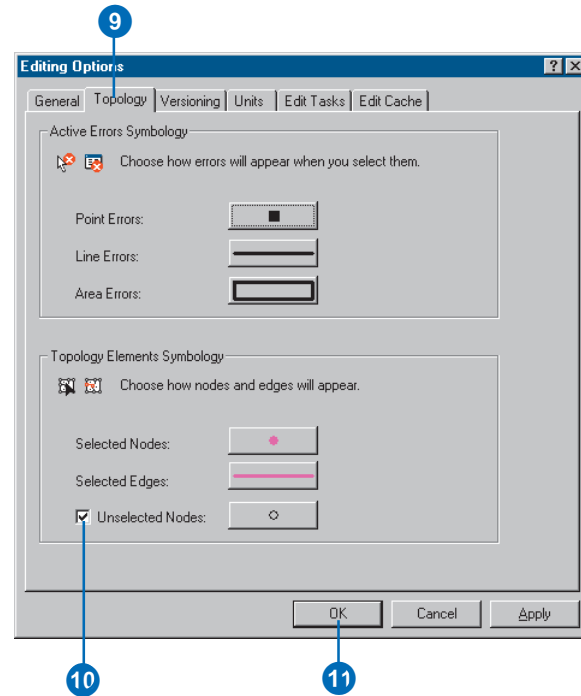 9
Editing Options
General Topology Versioning Units Edit Tasks Edit Cache
Active Errors Symbology
Choose how errors will appear when you select them.
Point Errors:
Line Errors:
Area Errors:
Topology Elements Symbology
Choose how nodes and edges will appear.
Selected Nodes:
Selected Edges:
Unselected Nodes:
OK Cancel Apply
10 11